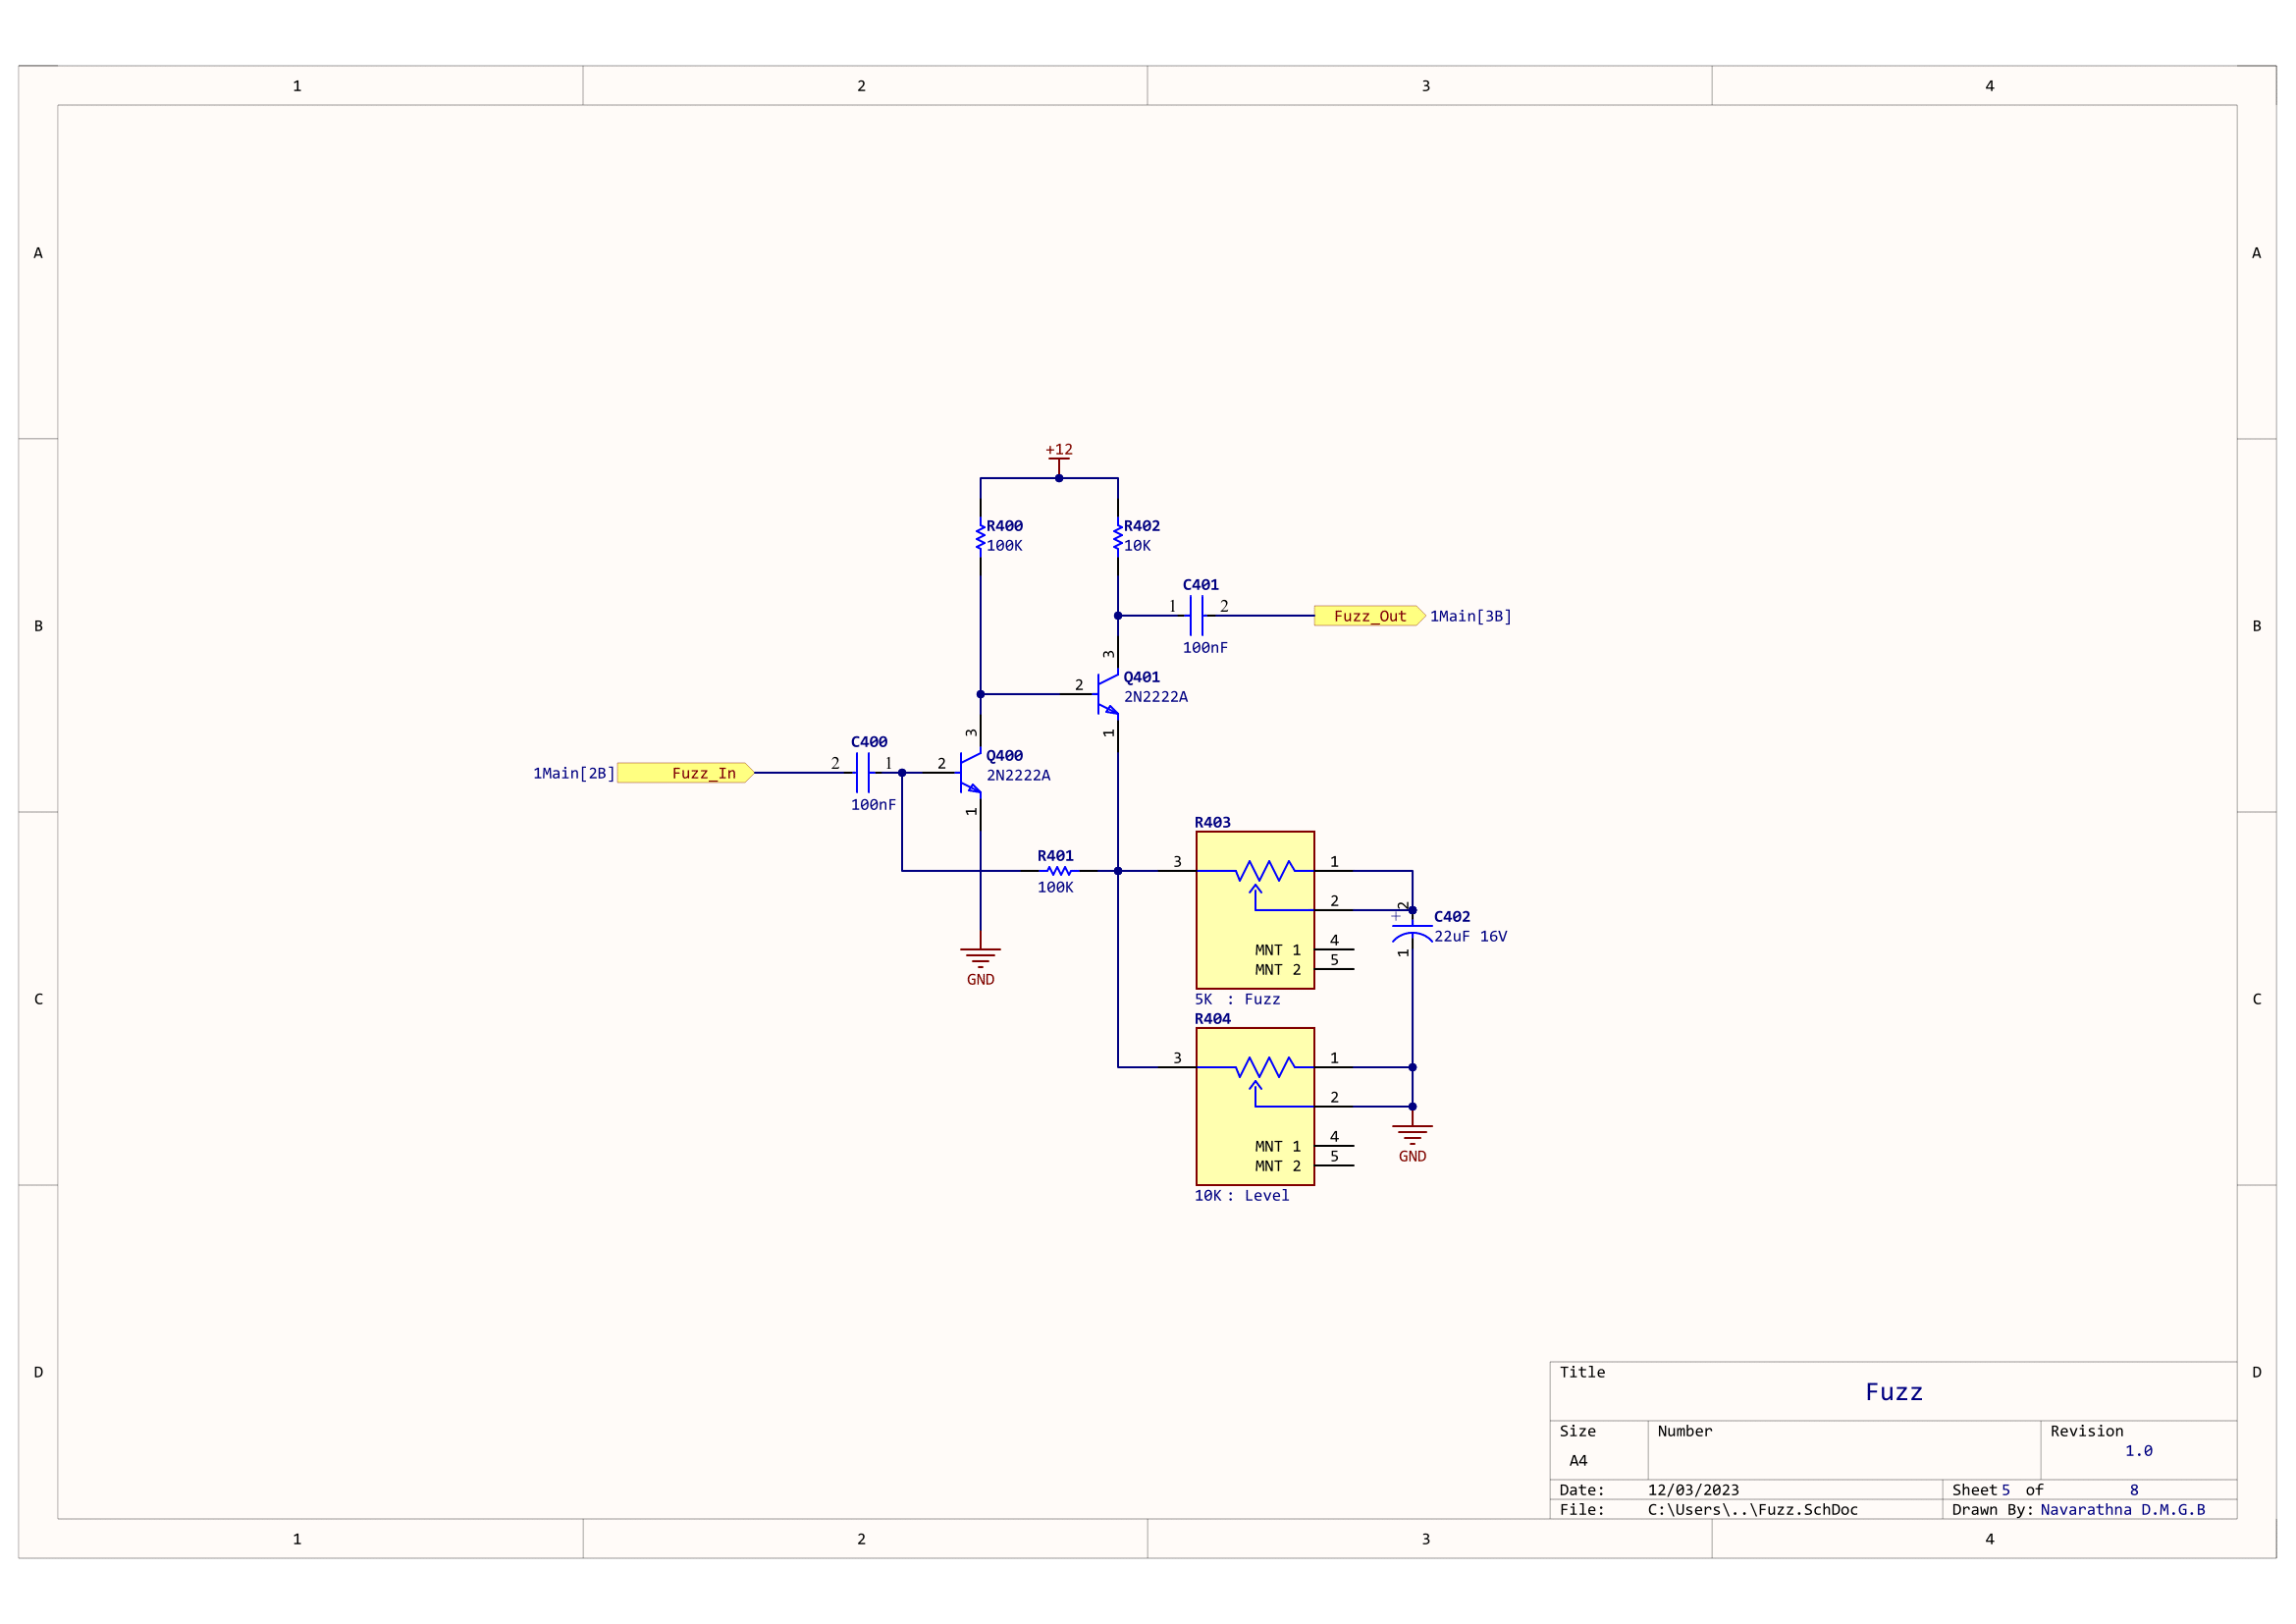 1 2 3 4
A A
+12
R400 R402
100K 10K
C401
1 2 Fuzz_Out 1Main[3B]
B B
100nF
3
Q401
2 2N2222A
3 1
C400
Q400
1Main[2B] Fuzz_In 2 1 2 2N2222A
100nF 1
R403
R401 3 1
100K
2
2
+ C402
22uF 16V
MNT 1 4
1
MNT 2 5
GND
C C
5K : Fuzz
R404
3 1
2
MNT 1 4
GND
MNT 2 5
10K : Level
D D
Title
Fuzz
Size Number Revision
1.0
A4
Date: 12/03/2023 Sheet 5 of 8
File: C:\Users\..\Fuzz.SchDoc Drawn By: Navarathna D.M.G.B
1 2 3 4